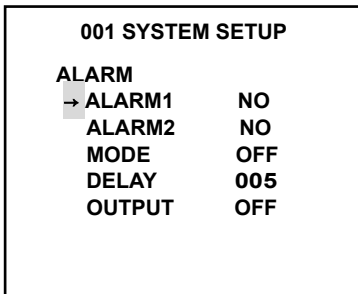 001 SYSTEM SETUP
ALARM
→ ALARM1 NO
ALARM2 NO
MODE OFF
DELAY 005
OUTPUT OFF